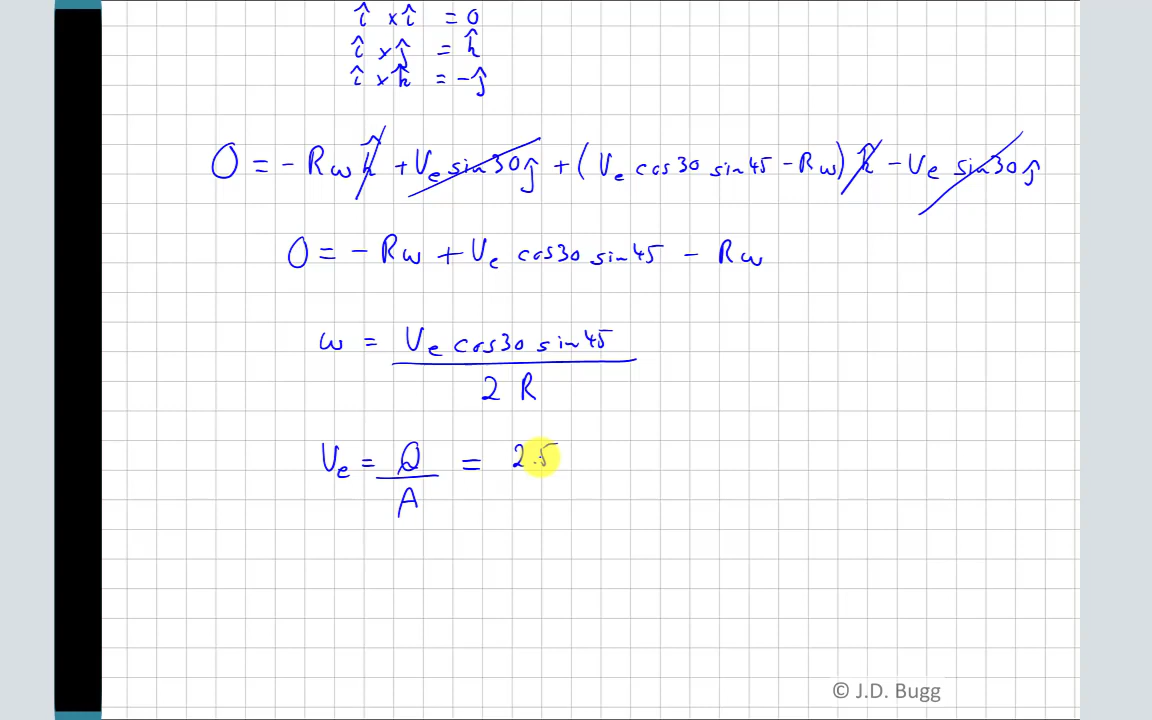 î × î = 0
î × ĵ = k̂
î × k̂ = -ĵ
0 = - Rω k̂ + Ve sin30 ĵ + (Ve cos30 sin45 - Rω) k̂ - Ve sin30 ĵ
0 = - Rω + Ve cos30 sin45 - Rω
ω = Ve cos30 sin45
2 R
Ve = Q = 2.5
A
© J.D. Bugg